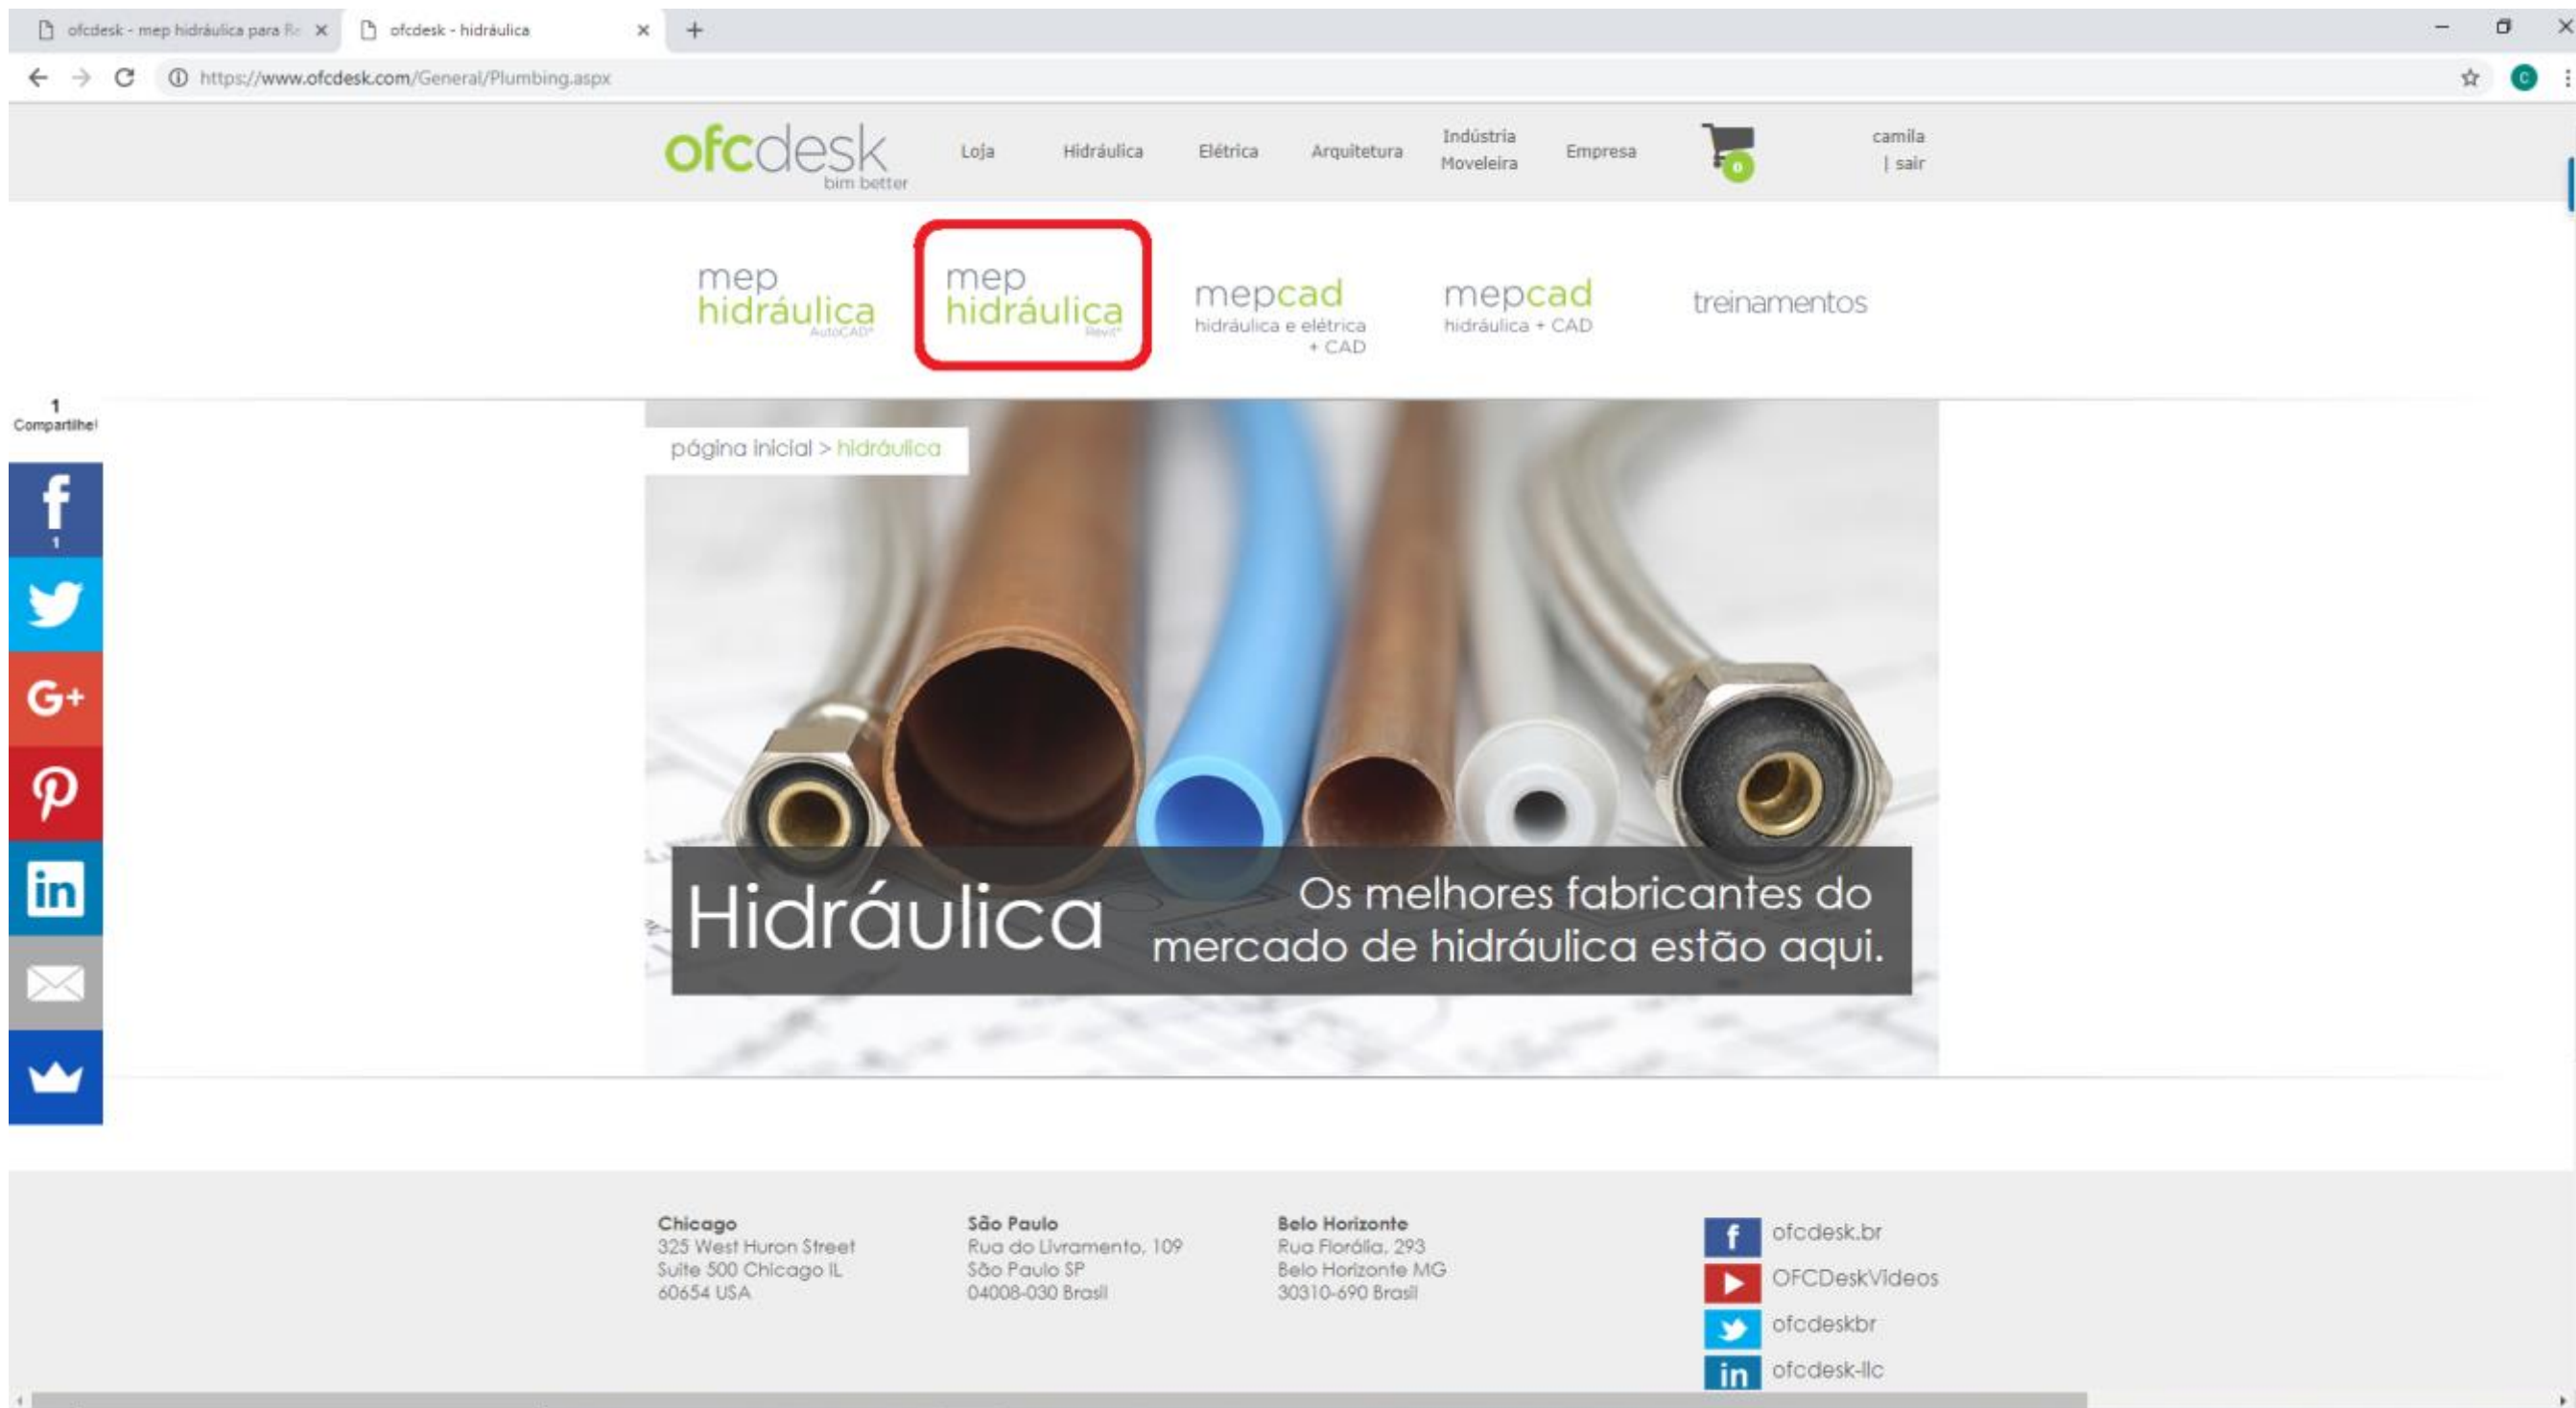 ofcdesk - mep hidráulica para Re
ofcdesk - hidráulica
https://www.ofcdesk.com/General/Plumbing.aspx
C
ofcdesk
bim better
Loja
Hidráulica
Elétrica
Arquitetura
Indústria
Moveleira
Empresa
0
camila
| sair
mep
hidráulica
AutoCAD®
mep
hidráulica
Revit®
mepcad
hidráulica e elétrica
+ CAD
mepcad
hidráulica + CAD
treinamentos
1
Compartilhe!
f
1
G+
in
página inicial > hidráulica
Hidráulica
Os melhores fabricantes do
mercado de hidráulica estão aqui.
Chicago
325 West Huron Street
Suite 500 Chicago IL
60654 USA
São Paulo
Rua do Livramento, 109
São Paulo SP
04008-030 Brasil
Belo Horizonte
Rua Florália, 293
Belo Horizonte MG
30310-690 Brasil
f ofcdesk.br
OFCDeskVideos
ofcdeskbr
in ofcdesk-llc